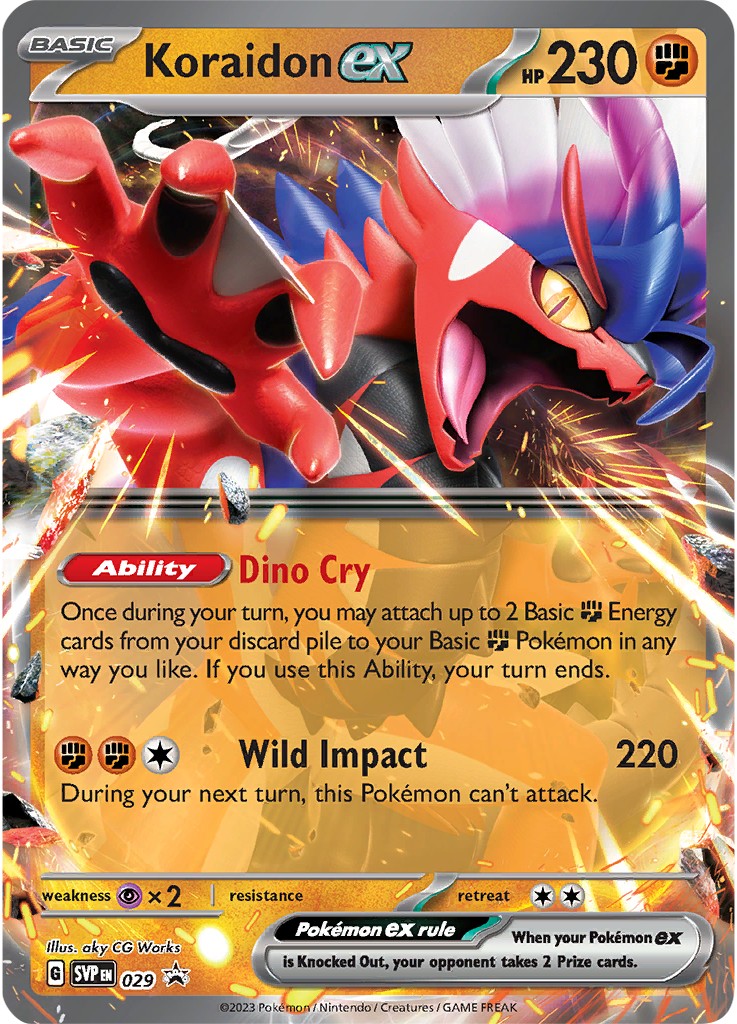 BASIC
Koraidon ex
HP 230
Ability Dino Cry
Once during your turn, you may attach up to 2 Basic Energy
cards from your discard pile to your Basic Pokémon in any
way you like. If you use this Ability, your turn ends.
Wild Impact 220
During your next turn, this Pokémon can't attack.
weakness ×2 resistance retreat
Illus. aky CG Works
Pokémon ex rule When your Pokémon ex
is Knocked Out, your opponent takes 2 Prize cards.
G SVP EN 029
©2023 Pokémon / Nintendo / Creatures / GAME FREAK